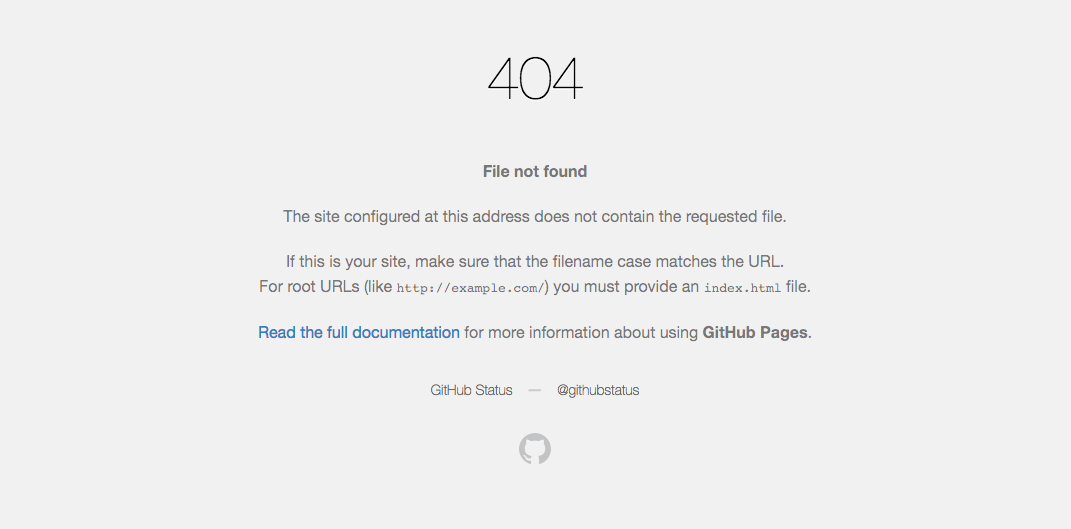 404
File not found
The site configured at this address does not contain the requested file.
If this is your site, make sure that the filename case matches the URL.
For root URLs (like http://example.com/) you must provide an index.html file.
Read the full documentation for more information about using GitHub Pages.
GitHub Status — @githubstatus